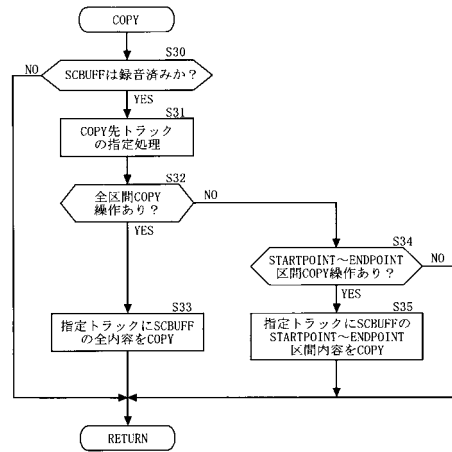 COPY
S30
SCBUFFは録音済みか?
NO
YES
S31
COPY先トラック
の指定処理
S32
全区間COPY
操作あり?
NO
YES
S34
STARTPOINT～ENDPOINT
区間COPY操作あり?
NO
YES
S33
指定トラックにSCBUFF
の全内容をCOPY
S35
指定トラックにSCBUFFの
STARTPOINT～ENDPOINT
区間内容をCOPY
RETURN